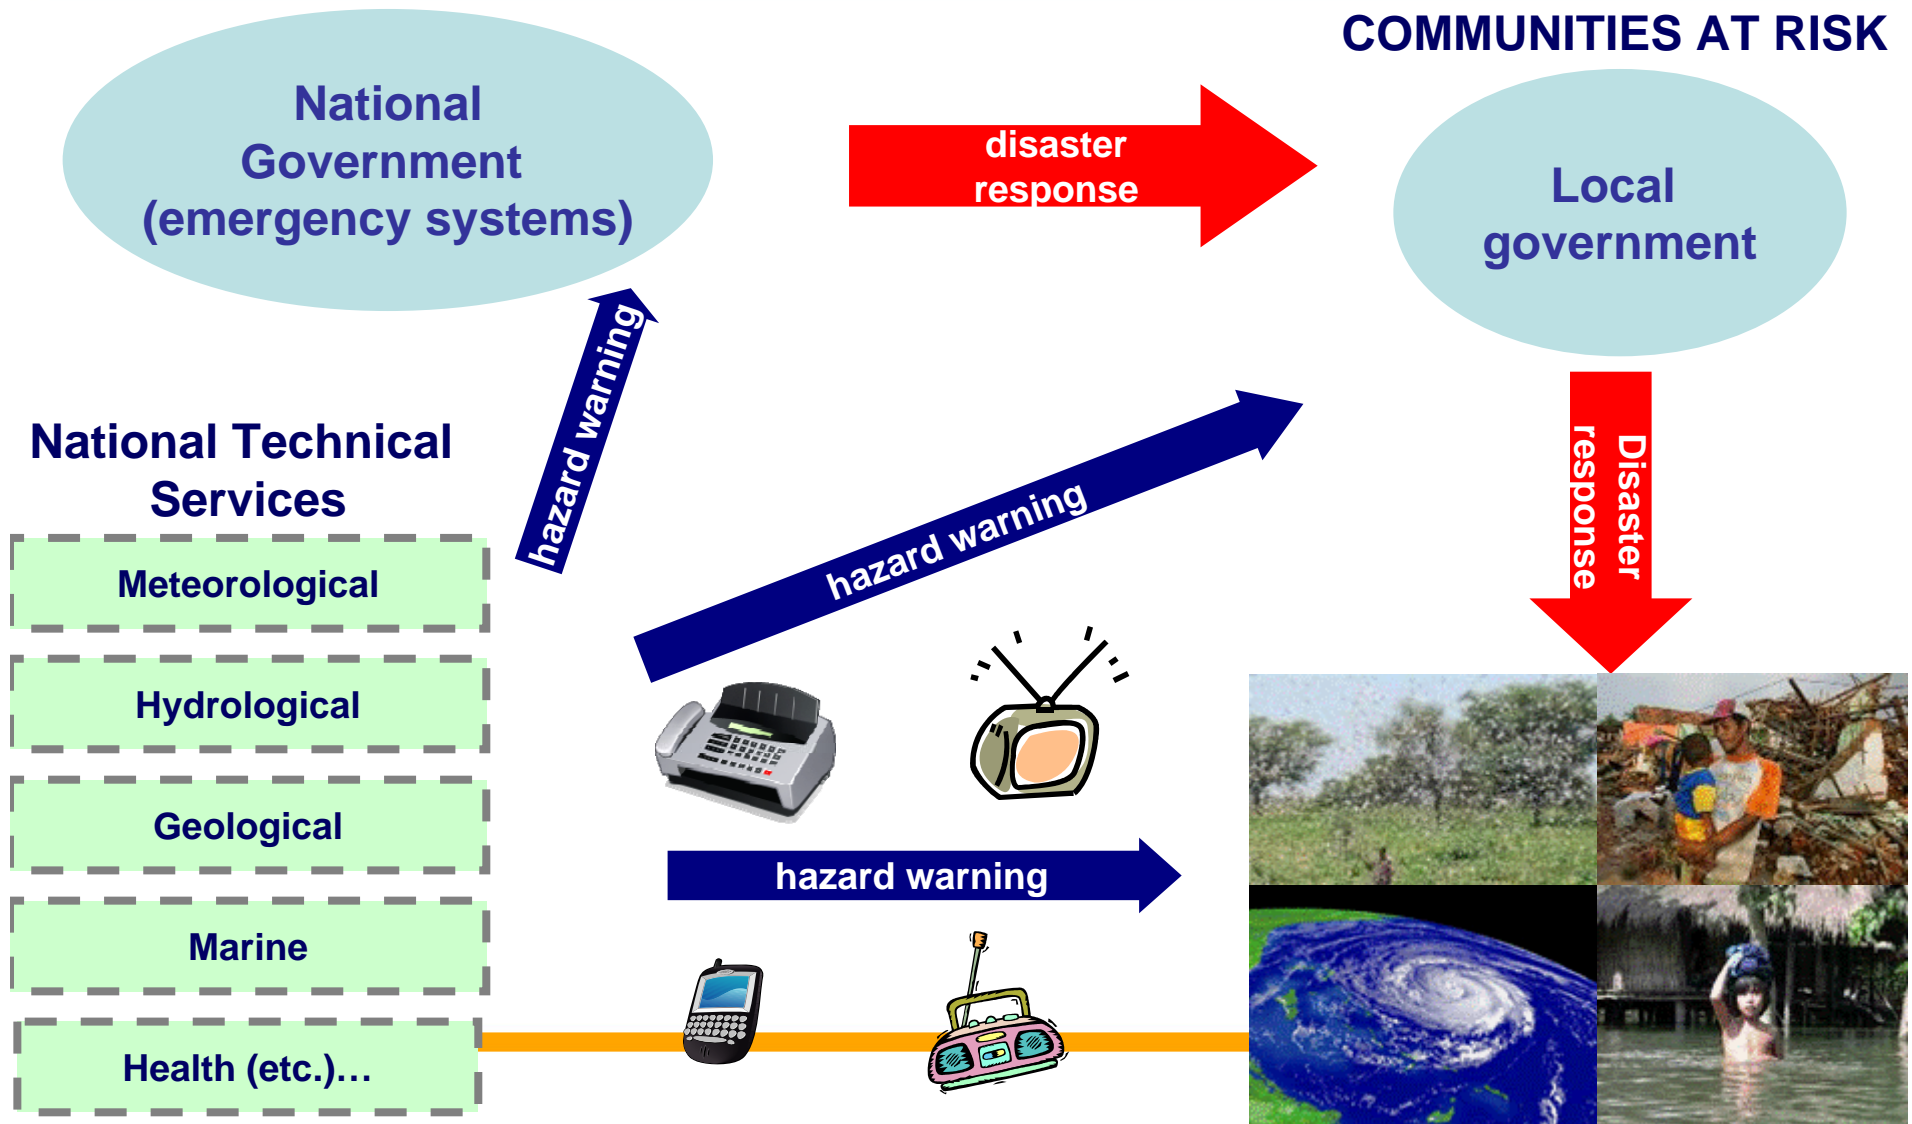 COMMUNITIES AT RISK
National
Government
(emergency systems)
disaster
response
Local
government
hazard warning
hazard warning
Disaster
response
National Technical
Services
Meteorological
Hydrological
Geological
Marine
Health (etc.)…
hazard warning